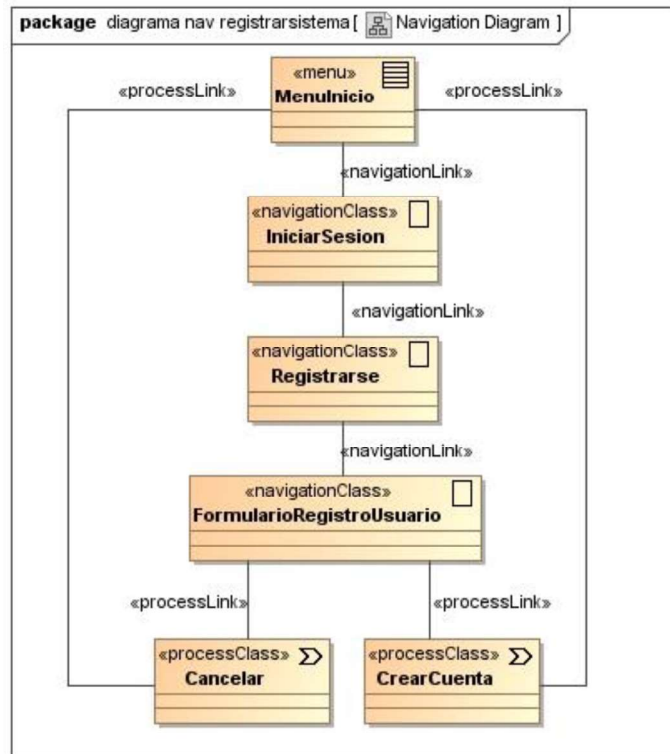 package diagrama nav registrarsistema [ Navigation Diagram ]
«menu»
MenuInicio
«processLink»
«processLink»
«navigationLink»
«navigationClass»
IniciarSesion
«navigationLink»
«navigationClass»
Registrarse
«navigationLink»
«navigationClass»
FormularioRegistroUsuario
«processLink»
«processLink»
«processClass»
Cancelar
«processClass»
CrearCuenta